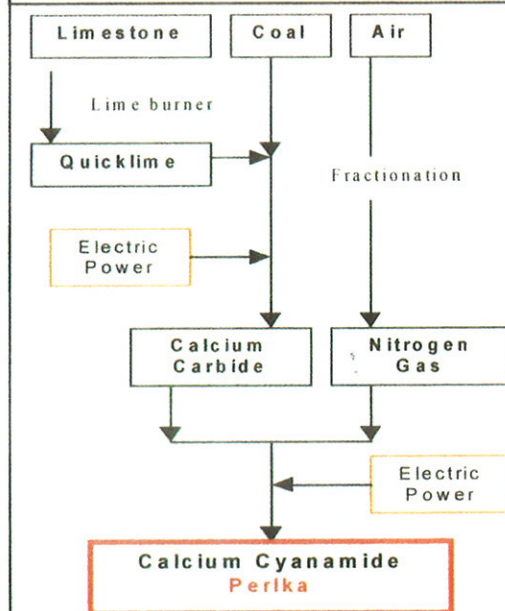 Limestone
Coal
Air
Lime burner
Quicklime
Fractionation
Electric
Power
Calcium
Carbide
Nitrogen
Gas
Electric
Power
Calcium Cyanamide
Perlka